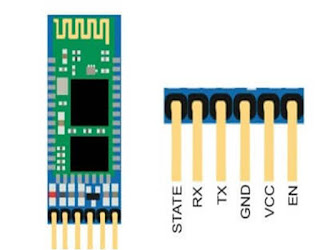 STATE
RX
TX
GND
VCC
EN